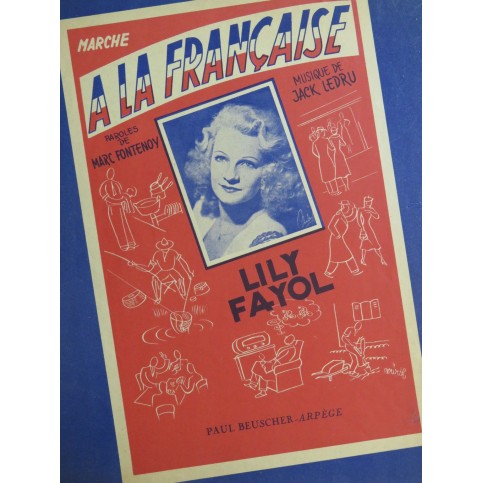 MARCHE
A LA FRANÇAISE
PAROLES
DE
MARC FONTENOY
MUSIQUE DE
JACK LEDRU
LILY
FAYOL
PAUL BEUSCHER - ARPÈGE